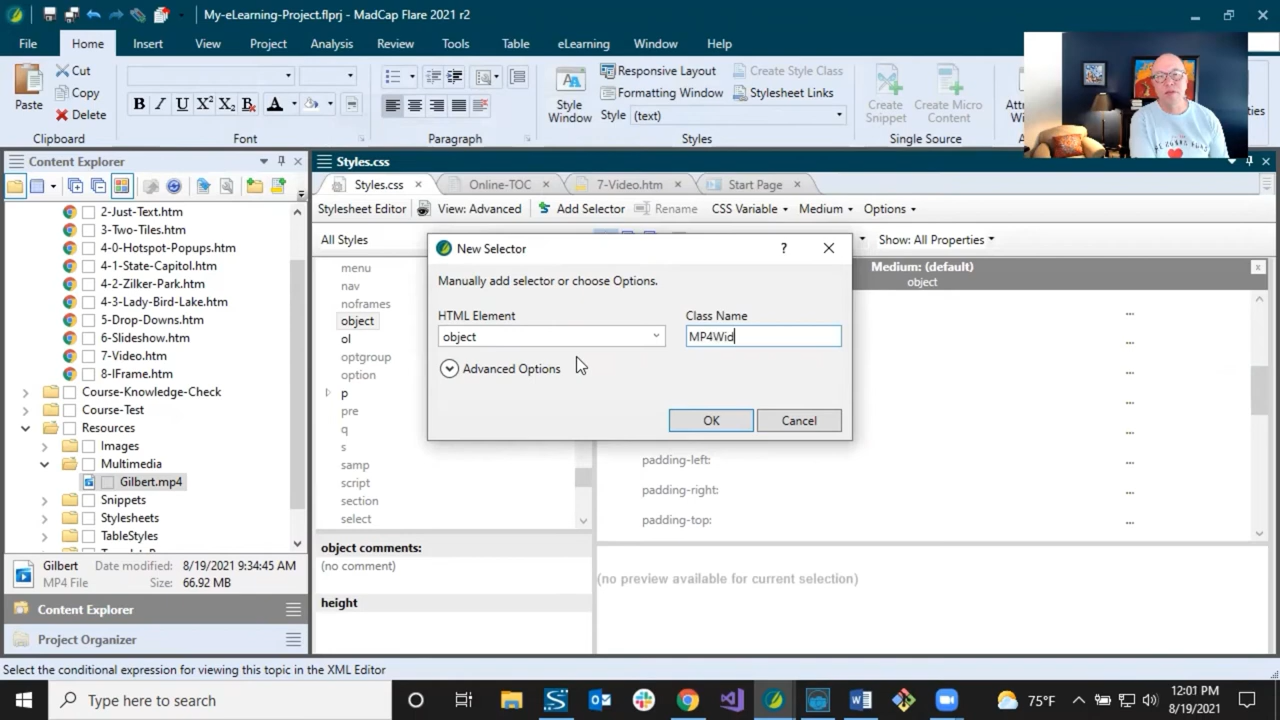 My-eLearning-Project.flprj - MadCap Flare 2021 r2
File Home Insert View Project Analysis Review Tools Table eLearning Window Help
Paste
Cut
Copy
Delete
Clipboard
B I U X² X₂ B A
Font
Paragraph
Style Window
Responsive Layout
Create Style Class
Formatting Window
Stylesheet Links
Style (text)
Styles
Create Snippet
Create Micro Content
Single Source
Content Explorer
Styles.css
2-Just-Text.htm
3-Two-Tiles.htm
4-0-Hotspot-Popups.htm
4-1-State-Capitol.htm
4-2-Zilker-Park.htm
4-3-Lady-Bird-Lake.htm
5-Drop-Downs.htm
6-Slideshow.htm
7-Video.htm
8-IFrame.htm
Course-Knowledge-Check
Course-Test
Resources
Images
Multimedia
Gilbert.mp4
Snippets
Stylesheets
TableStyles
Gilbert Date modified: 8/19/2021 9:34:45 AM
MP4 File Size: 66.92 MB
Content Explorer
Project Organizer
Styles.css Online-TOC 7-Video.htm Start Page
Stylesheet Editor View: Advanced Add Selector Rename CSS Variable Medium Options
All Styles
Show: All Properties
menu
nav
noframes
object
ol
optgroup
option
p
pre
q
s
samp
script
section
select
object comments:
(no comment)
height
Medium: (default)
object
padding-left:
padding-right:
padding-top:
(no preview available for current selection)
New Selector
Manually add selector or choose Options.
HTML Element Class Name
object MP4Wid
Advanced Options
OK Cancel
Select the conditional expression for viewing this topic in the XML Editor
Type here to search
75°F
12:01 PM
8/19/2021